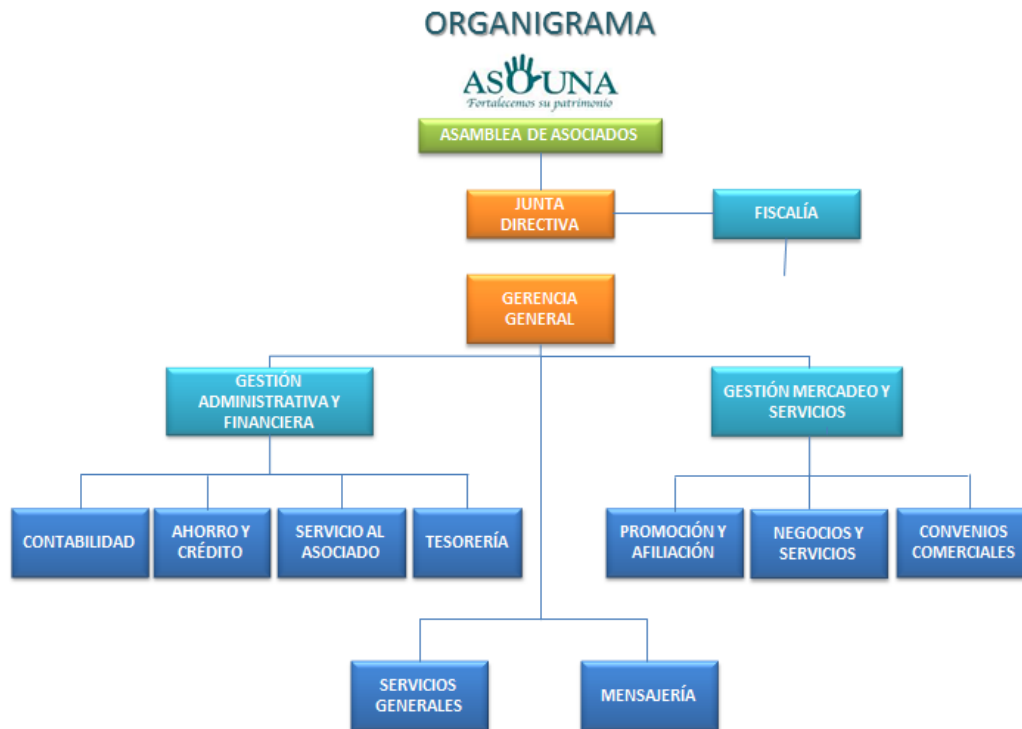 ORGANIGRAMA
ASOUNA
Fortalecemos su patrimonio
ASAMBLEA DE ASOCIADOS
JUNTA
DIRECTIVA
FISCALÍA
GERENCIA
GENERAL
GESTIÓN
ADMINISTRATIVA Y
FINANCIERA
GESTIÓN MERCADEO Y
SERVICIOS
CONTABILIDAD
AHORRO Y
CRÉDITO
SERVICIO AL
ASOCIADO
TESORERÍA
PROMOCIÓN Y
AFILIACIÓN
NEGOCIOS Y
SERVICIOS
CONVENIOS
COMERCIALES
SERVICIOS
GENERALES
MENSAJERÍA